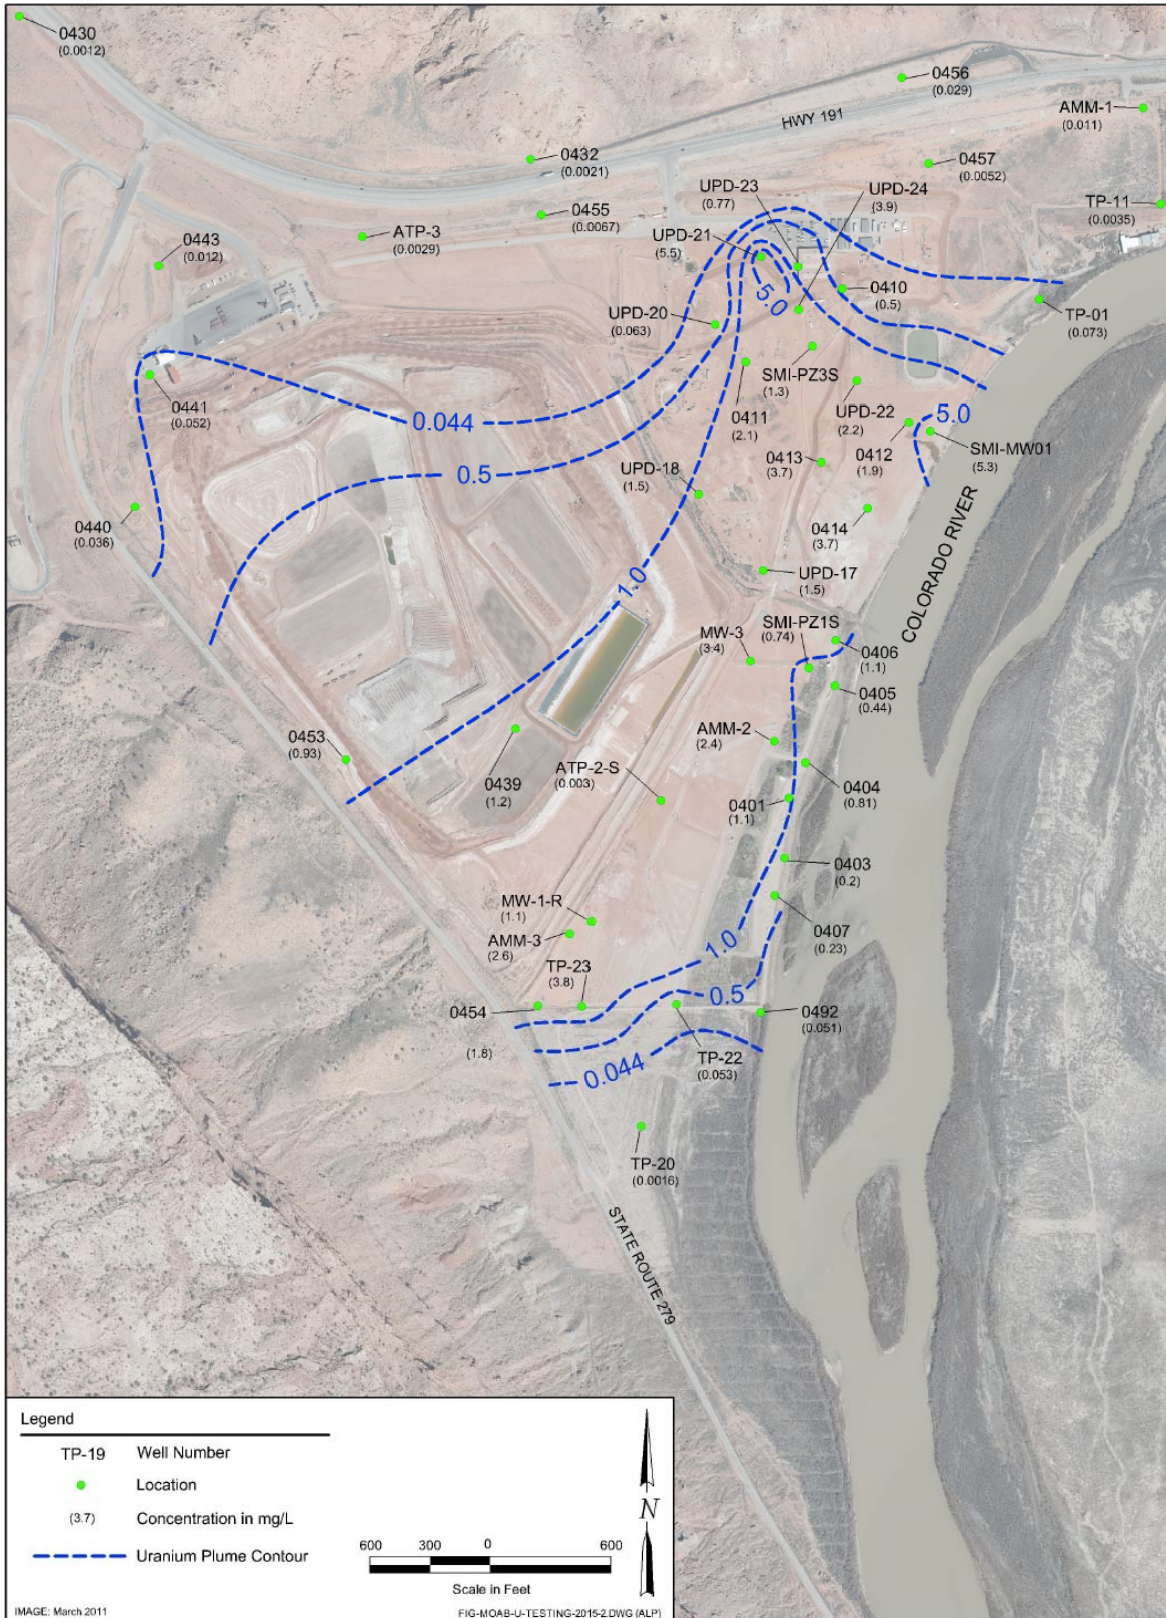 0430
(0.0012)
0456
(0.029)
AMM-1
(0.011)
HWY 191
0432
(0.0021)
0457
(0.0052)
UPD-23
(0.77)
UPD-24
(3.9)
TP-11
(0.0035)
0455
(0.0067)
ATP-3
(0.0029)
UPD-21
(5.5)
0443
(0.012)
5.0
0410
(0.5)
TP-01
(0.073)
UPD-20
(0.063)
SMI-PZ3S
(1.3)
0441
(0.052)
0.044
0411
(2.1)
UPD-22
(2.2)
5.0
0412
(1.9)
SMI-MW01
(5.3)
0.5
0413
(3.7)
UPD-18
(1.5)
0440
(0.036)
0414
(3.7)
COLORADO RIVER
1.0
UPD-17
(1.5)
SMI-PZ1S
(0.74)
MW-3
(3.4)
0406
(1.1)
0405
(0.44)
0453
(0.93)
AMM-2
(2.4)
0439
(1.2)
ATP-2-S
(0.003)
0404
(0.81)
0401
(1.1)
0403
(0.2)
MW-1-R
(1.1)
0407
(0.23)
AMM-3
(2.6)
1.0
TP-23
(3.8)
0.5
0454
(1.8)
0492
(0.051)
TP-22
(0.053)
0.044
TP-20
(0.0016)
STATE ROUTE 279
Legend
TP-19 Well Number
Location
(3.7) Concentration in mg/L
Uranium Plume Contour
N
600 300 0 600
Scale in Feet
IMAGE: March 2011
FIG-MOAB-U-TESTING-2015-2.DWG (ALP)